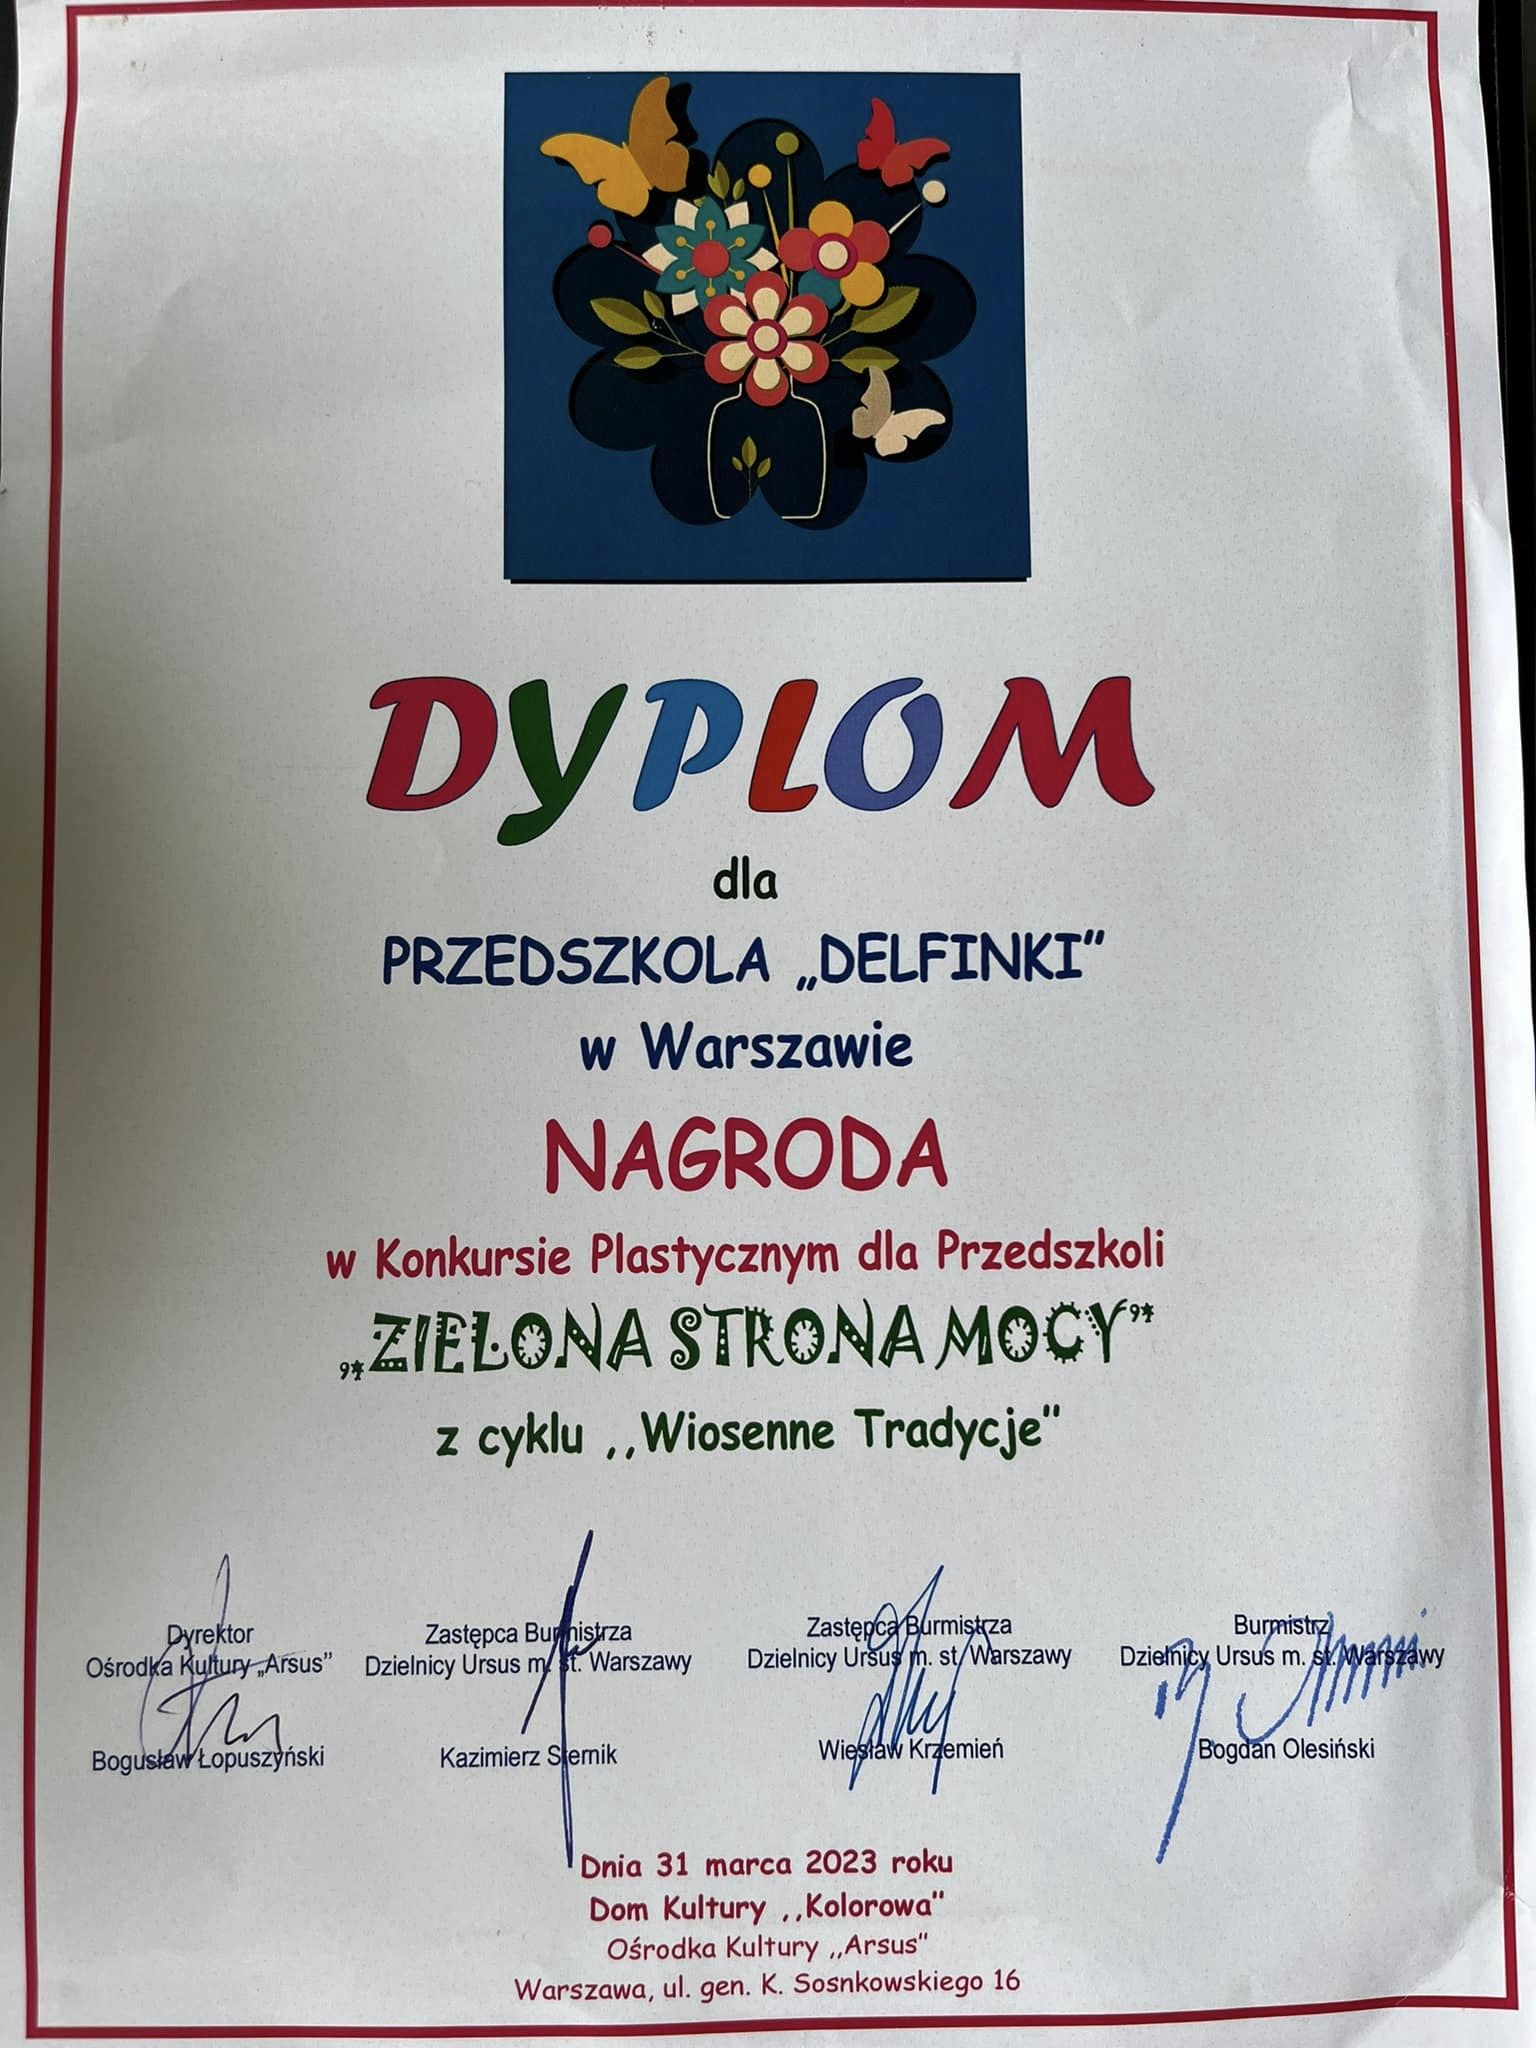 DYPLOM
dla
PRZEDSZKOLA „DELFINKI”
w Warszawie
NAGRODA
w Konkursie Plastycznym dla Przedszkoli
„ZIELONA STRONA MOCY”
z cyklu ,,Wiosenne Tradycje"
Dyrektor
Ośrodka Kultury „Arsus”
Bogusław Łopuszyński
Zastępca Burmistrza
Dzielnicy Ursus m. st. Warszawy
Kazimierz Sternik
Zastępca Burmistrza
Dzielnicy Ursus m. st. Warszawy
Wiesław Krzemień
Burmistrz
Dzielnicy Ursus m. st. Warszawy
Bogdan Olesiński
Dnia 31 marca 2023 roku
Dom Kultury ,,Kolorowa"
Ośrodka Kultury ,,Arsus"
Warszawa, ul. gen. K. Sosnkowskiego 16